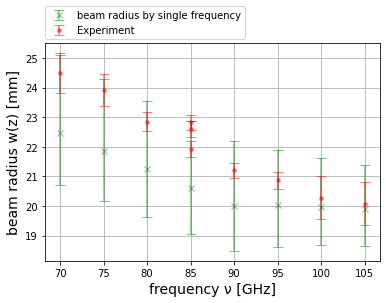 beam radius by single frequency
Experiment
beam radius w(z) [mm]
25
24
23
22
21
20
19
70 75 80 85 90 95 100 105
frequency ν [GHz]